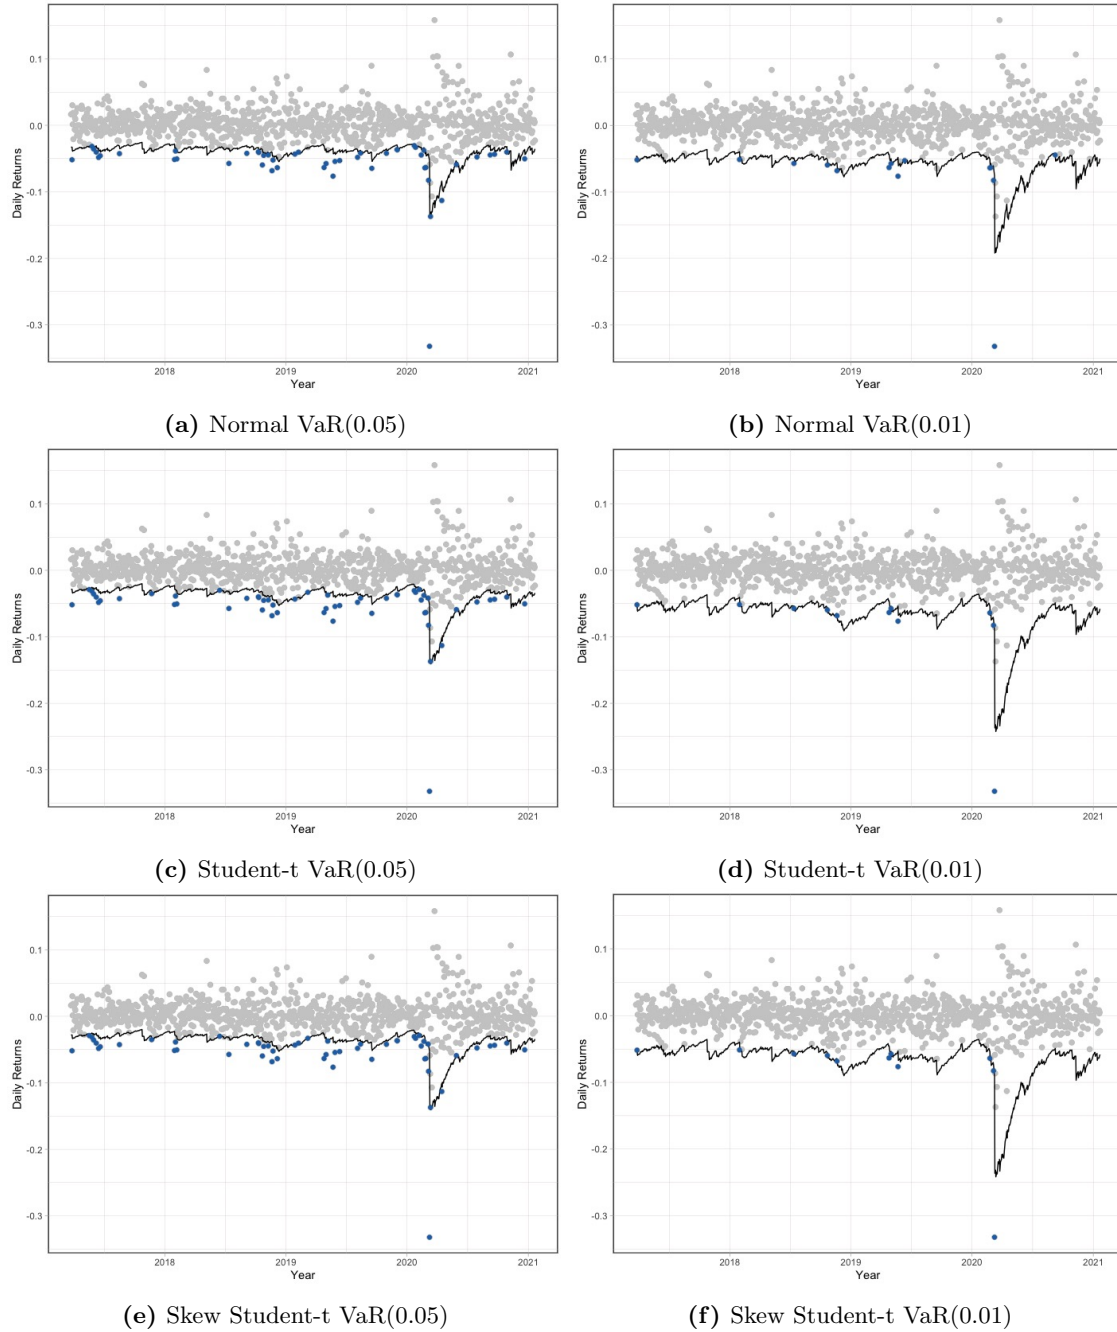 0.1
0.0
-0.1
-0.2
-0.3
Daily Returns
2018 2019 2020 2021
Year
(a) Normal VaR(0.05)
0.1
0.0
-0.1
-0.2
-0.3
Daily Returns
2018 2019 2020 2021
Year
(b) Normal VaR(0.01)
0.1
0.0
-0.1
-0.2
-0.3
Daily Returns
2018 2019 2020 2021
Year
(c) Student-t VaR(0.05)
0.1
0.0
-0.1
-0.2
-0.3
Daily Returns
2018 2019 2020 2021
Year
(d) Student-t VaR(0.01)
0.1
0.0
-0.1
-0.2
-0.3
Daily Returns
2018 2019 2020 2021
Year
(e) Skew Student-t VaR(0.05)
0.1
0.0
-0.1
-0.2
-0.3
Daily Returns
2018 2019 2020 2021
Year
(f) Skew Student-t VaR(0.01)